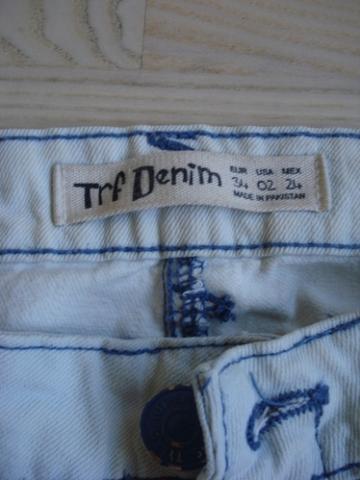 Trf Denim
EUR USA MEX
34 02 24
MADE IN PAKISTAN